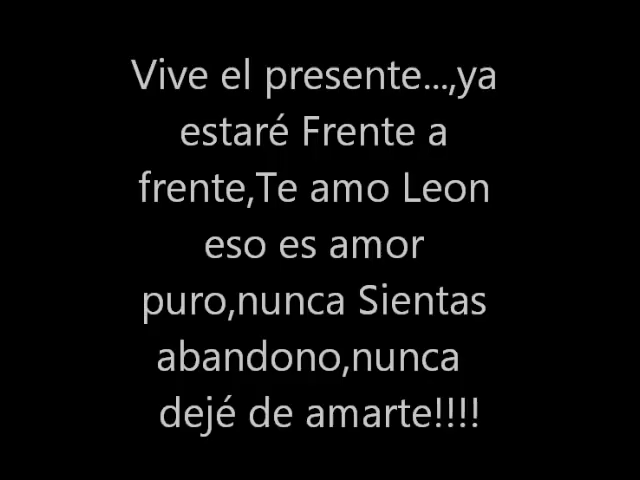 Vive el presente...,ya
estaré Frente a
frente,Te amo Leon
eso es amor
puro,nunca Sientas
abandono,nunca
dejé de amarte!!!!